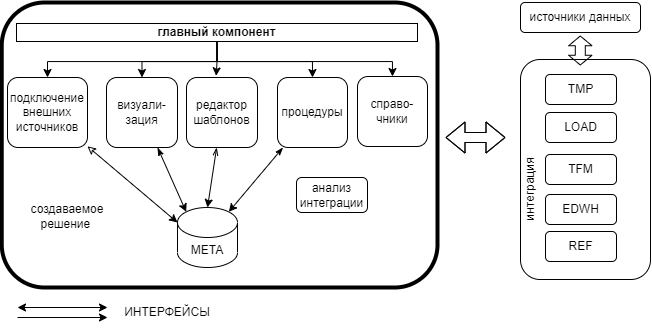 главный компонент
подключение
внешних
источников
визуали-
зация
редактор
шаблонов
процедуры
справо-
чники
анализ
интеграции
создаваемое
решение
МЕТА
ИНТЕРФЕЙСЫ
источники данных
интеграция
TMP
LOAD
TFM
EDWH
REF